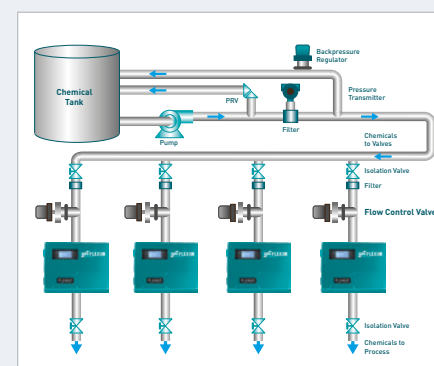 Backpressure
Regulator
Chemical
Tank
PRV
Pressure
Transmitter
Pump
Filter
Chemicals
to Valves
Isolation Valve
Filter
Flow Control Valve
Isolation Valve
Chemicals to
Process